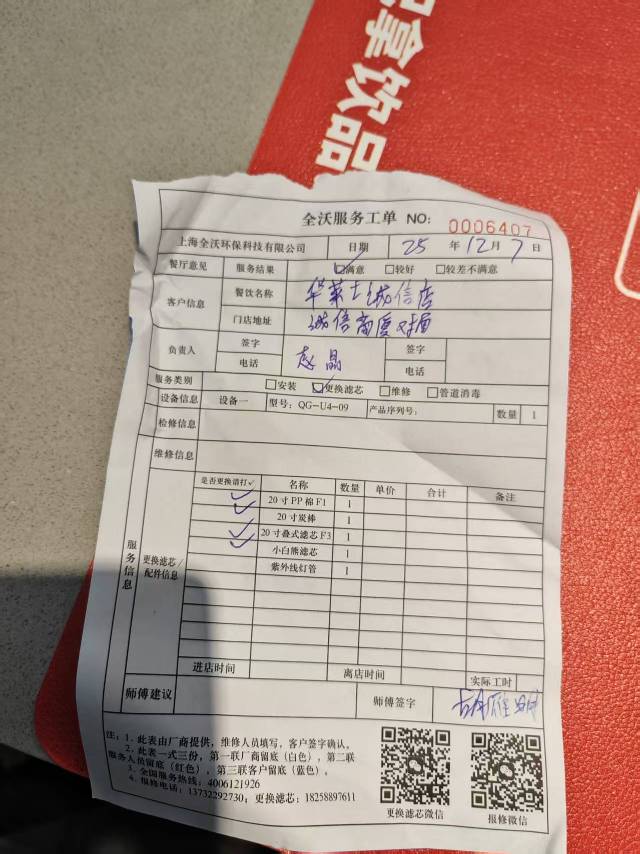 拿饮品
全沃服务工单 NO: 0006407
上海全沃环保科技有限公司 日期 25 年 12 月 7 日
餐厅意见 服务结果 ☑满意 □较好 □较差不满意
客户信息 餐饮名称 华莱士诚信店
门店地址 诚信商厦对面
负责人 签字 签字
电话 电话
服务类别 □安装 ☑更换滤芯 □维修 □管道消毒
设备信息 设备一 型号: QG-U4-09 产品序列号: 数量 1
检修信息
维修信息
服务信息
更换滤芯/配件信息
是否更换请打✓ 名称 数量 单价 合计 备注
✓ 20寸PP棉F1 1
20寸炭棒 1
✓ 20寸叠式滤芯F3 1
✓ 小白熊滤芯 1
紫外线灯管 1
进店时间 离店时间 实际工时
师傅建议 师傅签字
注: 1. 此表由厂商提供, 维修人员填写, 客户签字确认。
2. 此表一式三份, 第一联厂商留底(白色), 第二联
服务人员留底(红色), 第三联客户留底(蓝色)。
3. 全国服务热线: 4006121926
4. 报修电话: 13732292730; 更换滤芯: 18258897611
更换滤芯微信
报修微信